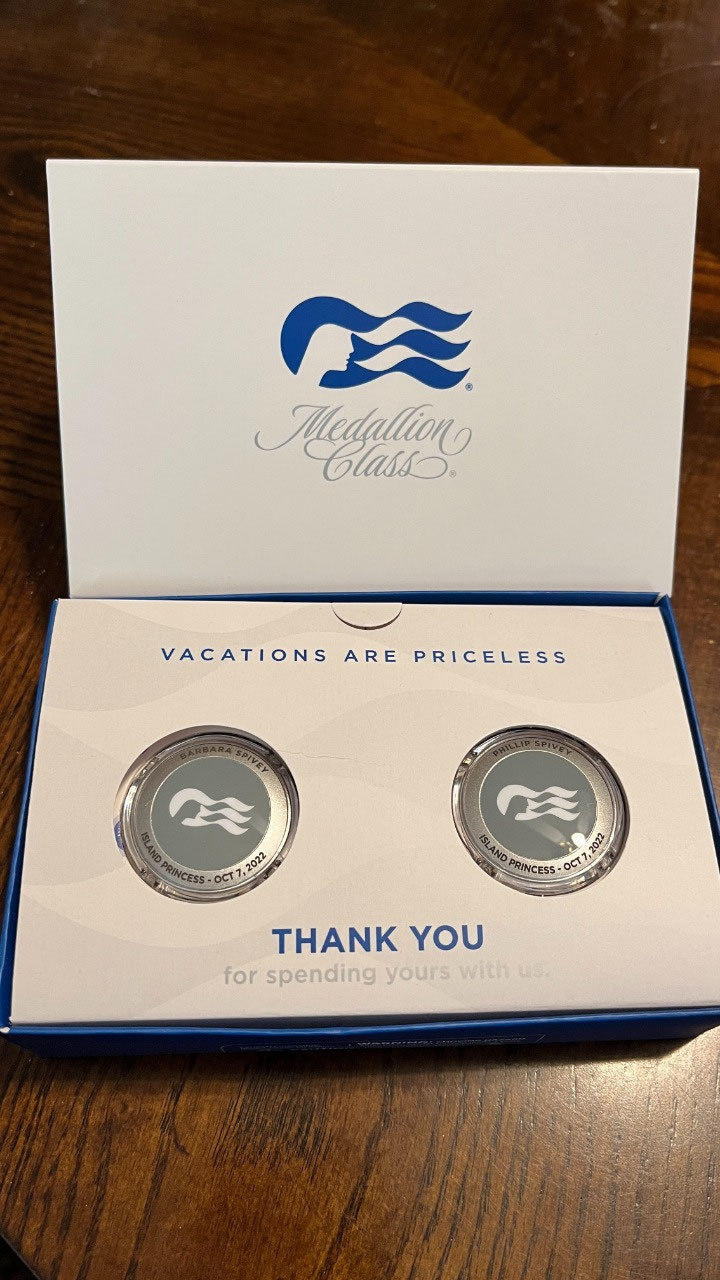 Medallion
Class®
VACATIONS ARE PRICELESS
BARBARA SPIVEY
ISLAND PRINCESS - OCT 7, 2022
PHILLIP SPIVEY
ISLAND PRINCESS - OCT 7, 2022
THANK YOU
for spending yours with us.
WARNING: